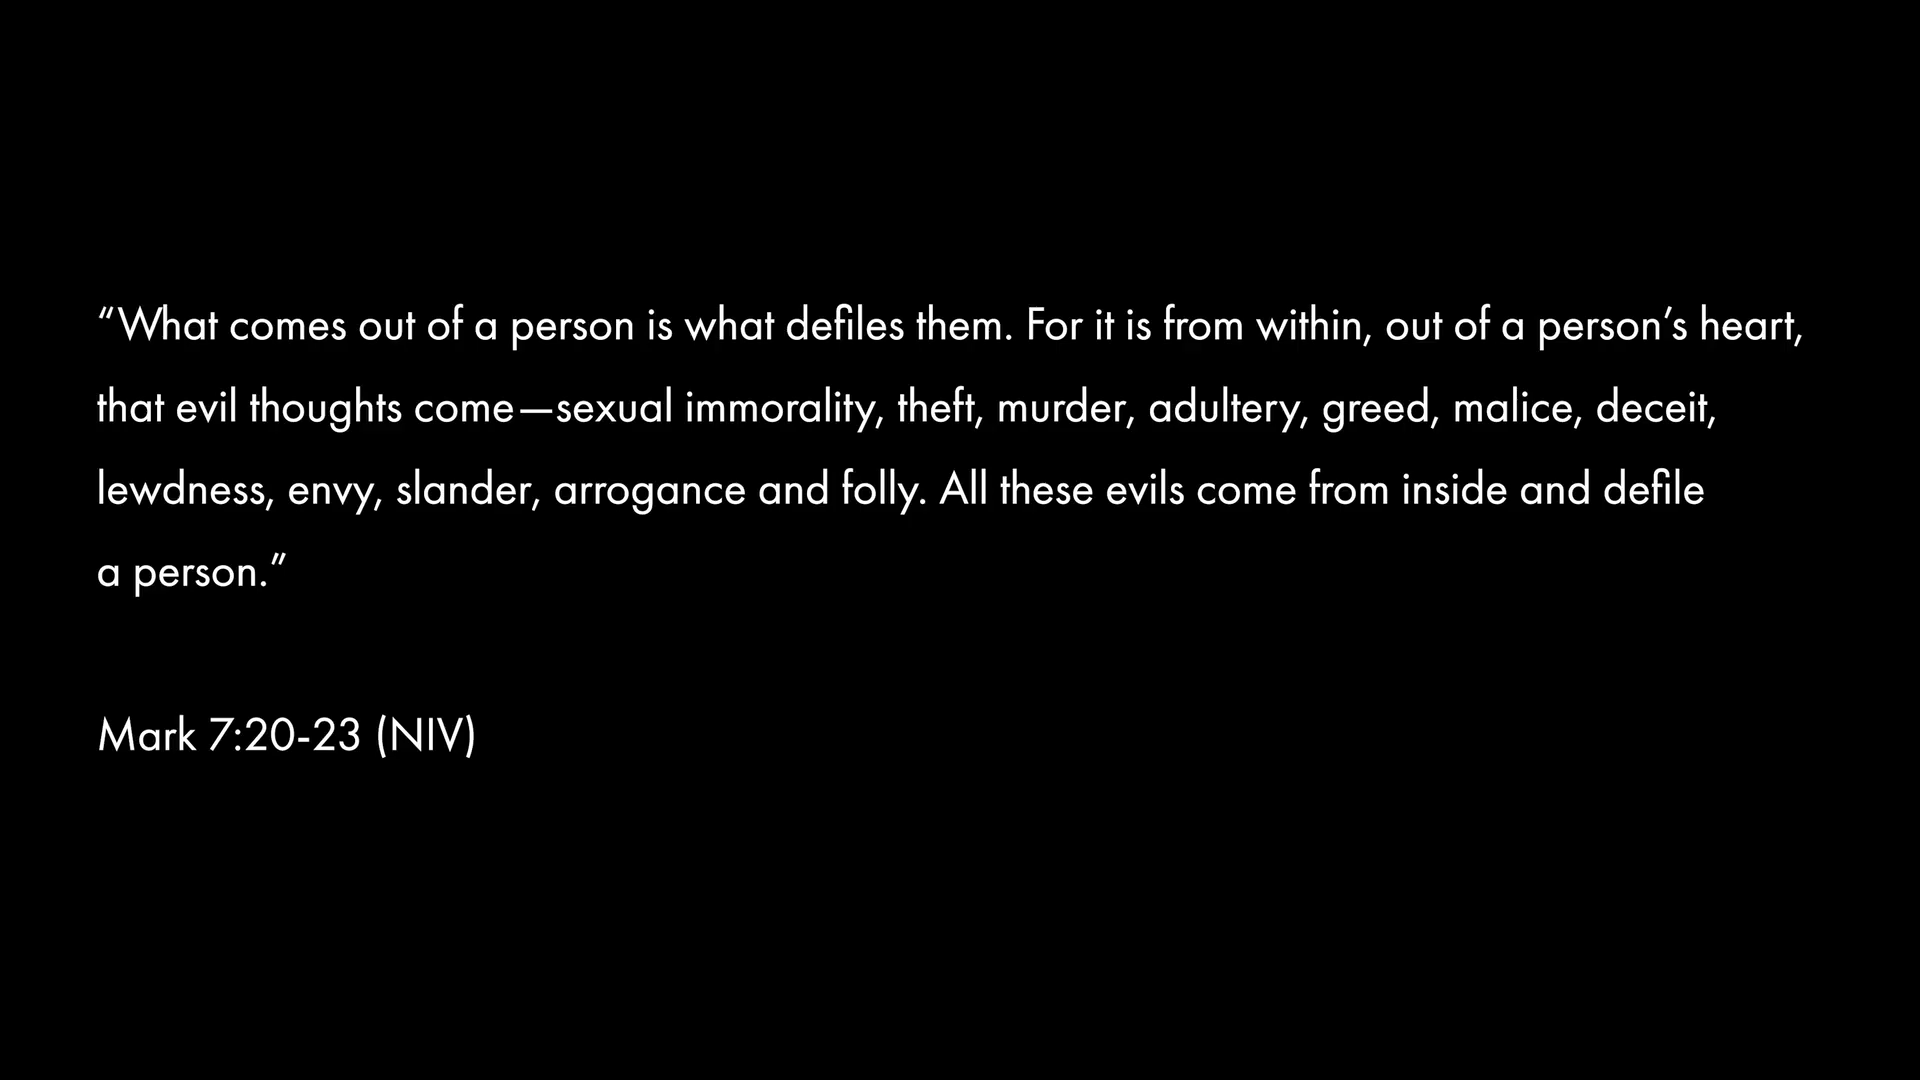 “What comes out of a person is what defiles them. For it is from within, out of a person’s heart,
that evil thoughts come—sexual immorality, theft, murder, adultery, greed, malice, deceit,
lewdness, envy, slander, arrogance and folly. All these evils come from inside and defile
a person.”
Mark 7:20-23 (NIV)